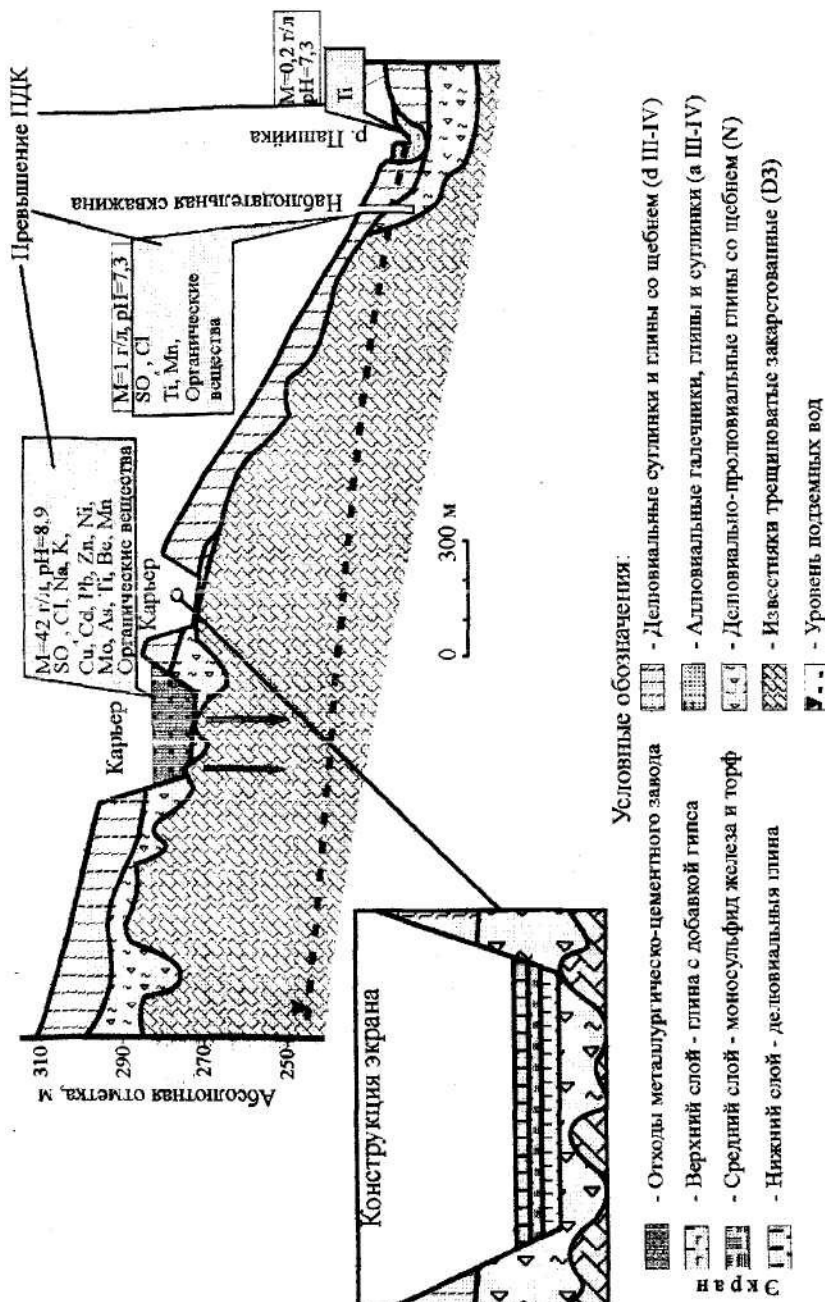 Превышение ПДК
M=42 г/л, pH=8,9
SO₄, Cl, Na, K,
Cu, Cd, Pb, Zn, Ni,
Mo, As, Ti, Be, Mn
Органические вещества
M=1 г/л, pH=7,3
SO₄, Cl
Ti, Mn,
Органические
вещества
M=0,2 г/л
pH=7,3
Ti
р. Пашийка
Наблюдательная скважина
Карьер
Карьер
Абсолютная отметка, м
310
290
270
250
0
300 м
Конструкция экрана
Условные обозначения:
- Отходы металлургическо-цементного завода
- Верхний слой - глина с добавкой гипса
- Средний слой - моносульфид железа и торф
- Нижний слой - делювиальныя глина
Экран
- Делювиальные суглинки и глины со щебнем (d III-IV)
- Аллювиальные галечники, глины и суглинки (a III-IV)
- Делювиально-пролювиальные глины со щебнем (N)
- Известняки трещиноватые закарстованные (D3)
- Уровень подземных вод